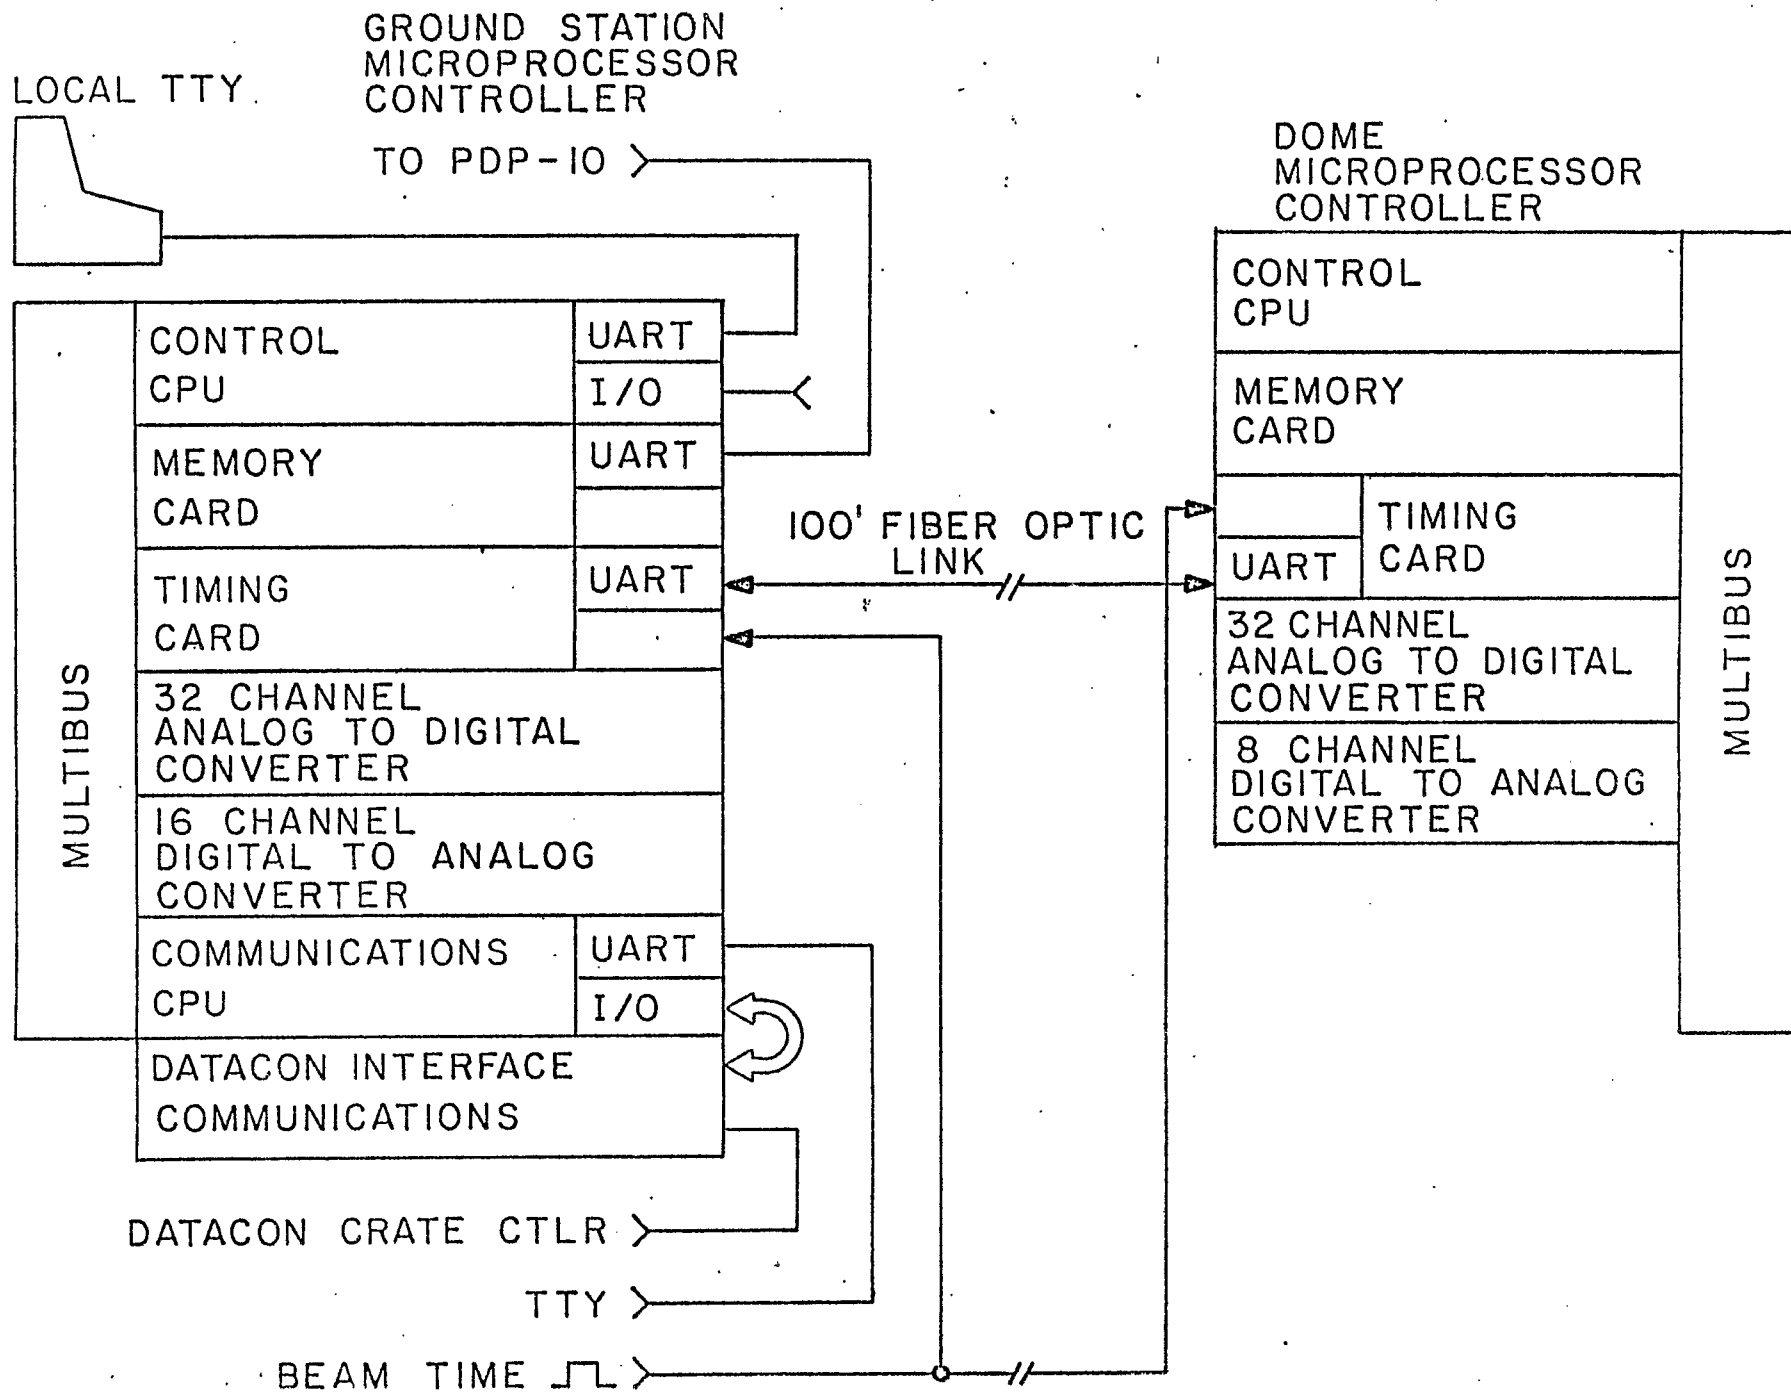 GROUND STATION
MICROPROCESSOR
CONTROLLER
LOCAL TTY
TO PDP-10
DOME
MICROPROCESSOR
CONTROLLER
MULTIBUS
CONTROL
CPU
UART
I/O
MEMORY
CARD
UART
TIMING
CARD
UART
32 CHANNEL
ANALOG TO DIGITAL
CONVERTER
16 CHANNEL
DIGITAL TO ANALOG
CONVERTER
COMMUNICATIONS
CPU
UART
I/O
DATACON INTERFACE
COMMUNICATIONS
100' FIBER OPTIC
LINK
CONTROL
CPU
MEMORY
CARD
TIMING
CARD
UART
32 CHANNEL
ANALOG TO DIGITAL
CONVERTER
8 CHANNEL
DIGITAL TO ANALOG
CONVERTER
MULTIBUS
DATACON CRATE CTLR
TTY
BEAM TIME